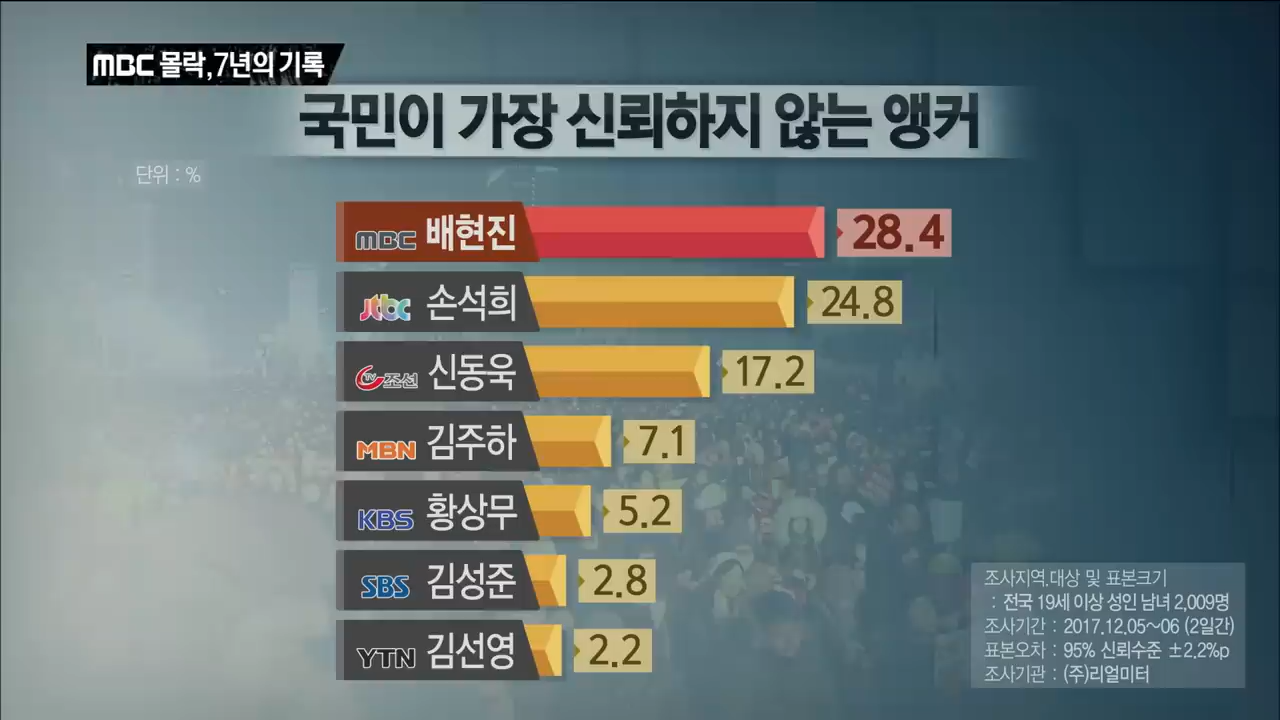 MBC 몰락, 7년의 기록
국민이 가장 신뢰하지 않는 앵커
단위 : %
MBC 배현진 28.4
jtbc 손석희 24.8
TV조선 신동욱 17.2
MBN 김주하 7.1
KBS 황상무 5.2
SBS 김성준 2.8
YTN 김선영 2.2
조사지역.대상 및 표본크기
: 전국 19세 이상 성인 남녀 2,009명
조사기간 : 2017.12.05~06 (2일간)
표본오차 : 95% 신뢰수준 ±2.2%p
조사기관 : (주)리얼미터